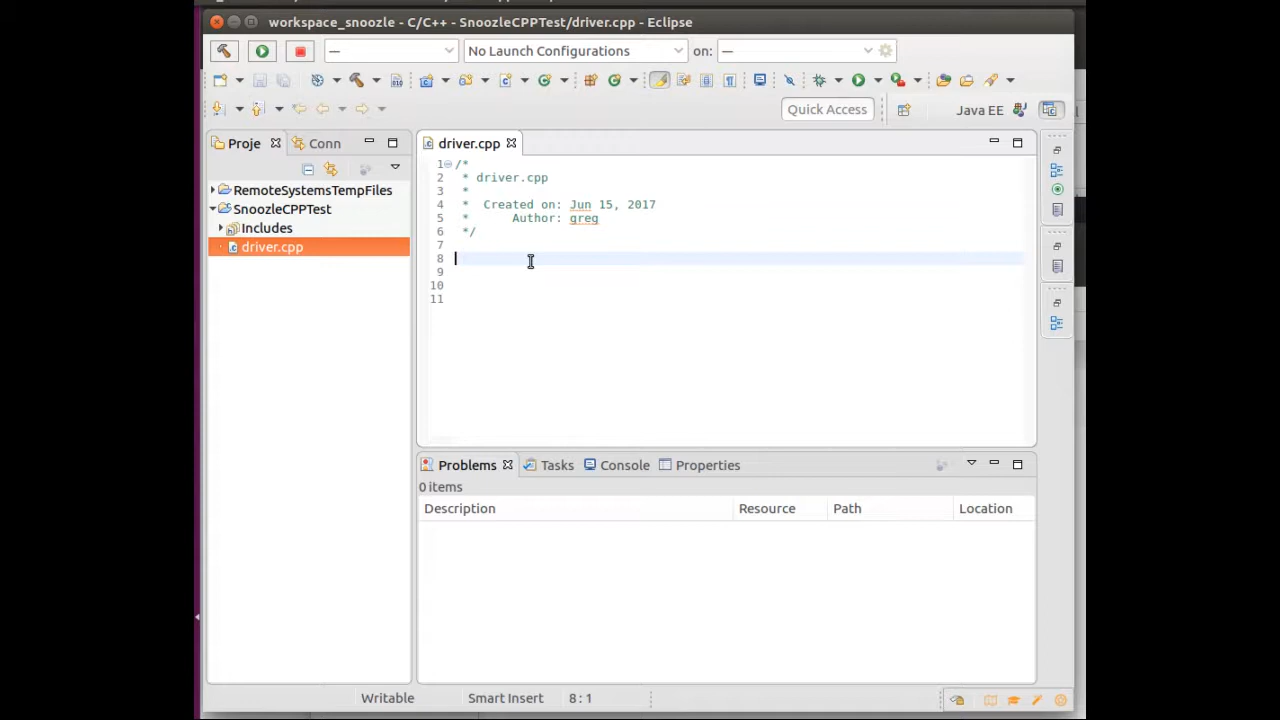 workspace_snoozle - C/C++ - SnoozleCPPTest/driver.cpp - Eclipse
— No Launch Configurations on: —
010
Quick Access Java EE
Proje Conn driver.cpp
RemoteSystemsTempFiles
SnoozleCPPTest
Includes
driver.cpp
1 /*
2 * driver.cpp
3 *
4 * Created on: Jun 15, 2017
5 * Author: greg
6 */
7
8
9
10
11
Problems Tasks Console Properties
0 items
Description Resource Path Location
Writable Smart Insert 8 : 1